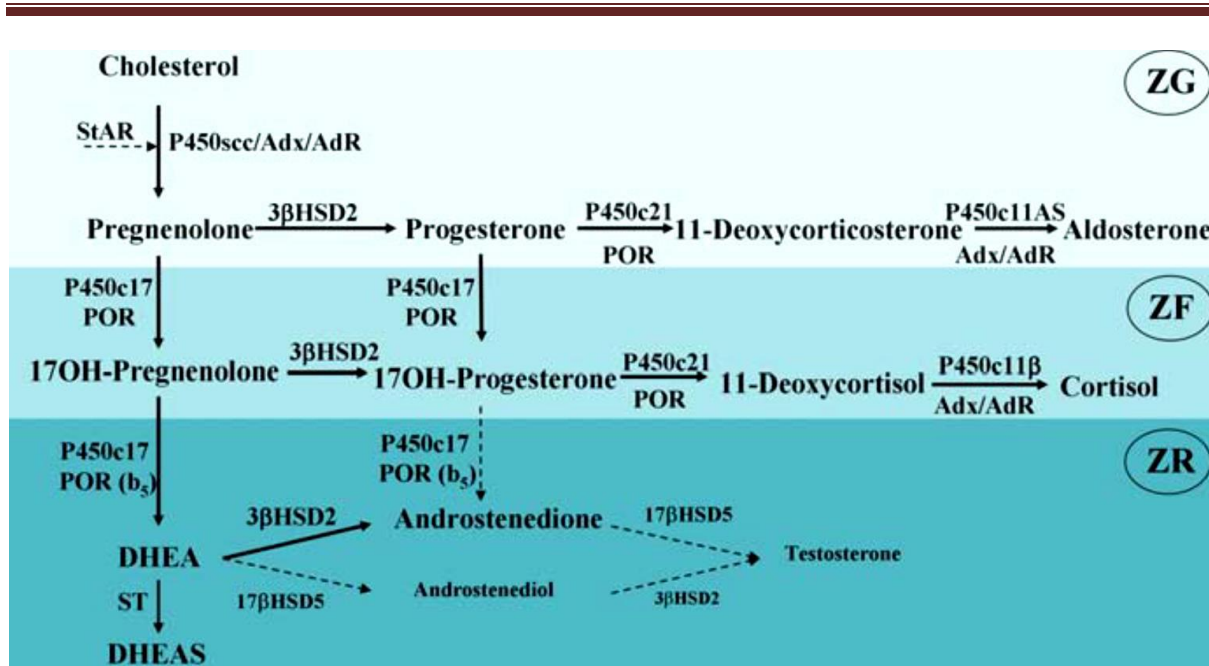 Cholesterol
ZG
StAR
P450scc/Adx/AdR
3βHSD2
P450c21
P450c11AS
Pregnenolone
Progesterone
11-Deoxycorticosterone
Aldosterone
POR
Adx/AdR
P450c17
POR
P450c17
POR
ZF
3βHSD2
P450c21
P450c11β
17OH-Pregnenolone
17OH-Progesterone
11-Deoxycortisol
Cortisol
POR
Adx/AdR
P450c17
POR (b₅)
P450c17
POR (b₅)
ZR
3βHSD2
Androstenedione
17βHSD5
DHEA
Testosterone
ST
17βHSD5
Androstenediol
3βHSD2
DHEAS